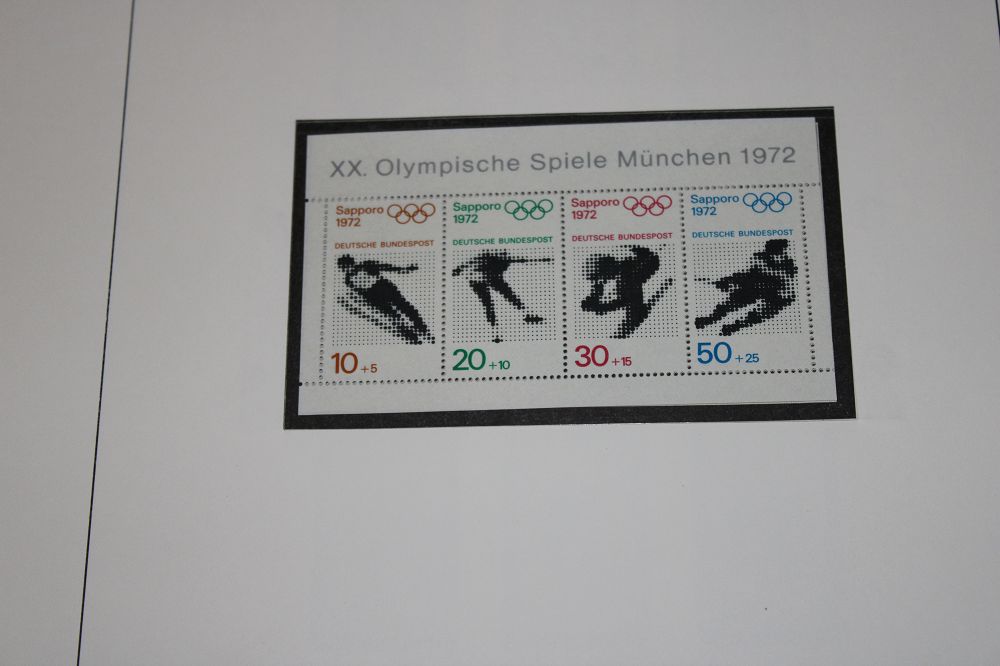 XX. Olympische Spiele München 1972
Sapporo
1972
DEUTSCHE BUNDESPOST
10 +5
Sapporo
1972
DEUTSCHE BUNDESPOST
20 +10
Sapporo
1972
DEUTSCHE BUNDESPOST
30 +15
Sapporo
1972
DEUTSCHE BUNDESPOST
50 +25